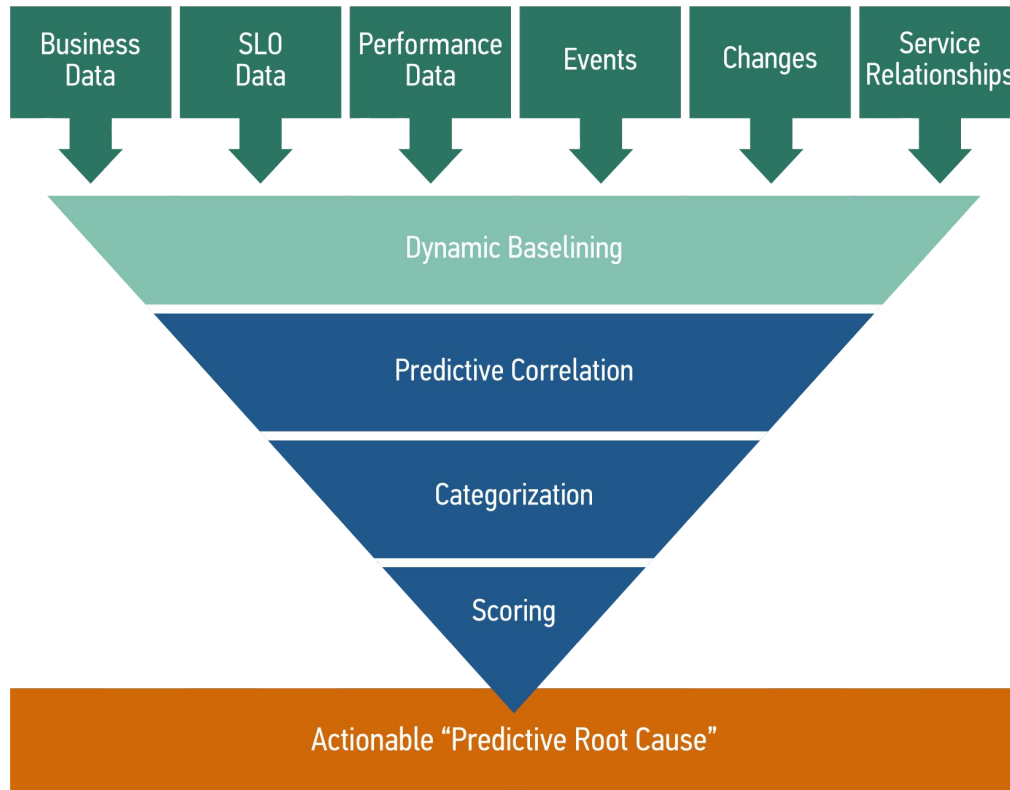 Business
Data
SLO
Data
Performance
Data
Events
Changes
Service
Relationships
Dynamic Baselining
Predictive Correlation
Categorization
Scoring
Actionable “Predictive Root Cause”